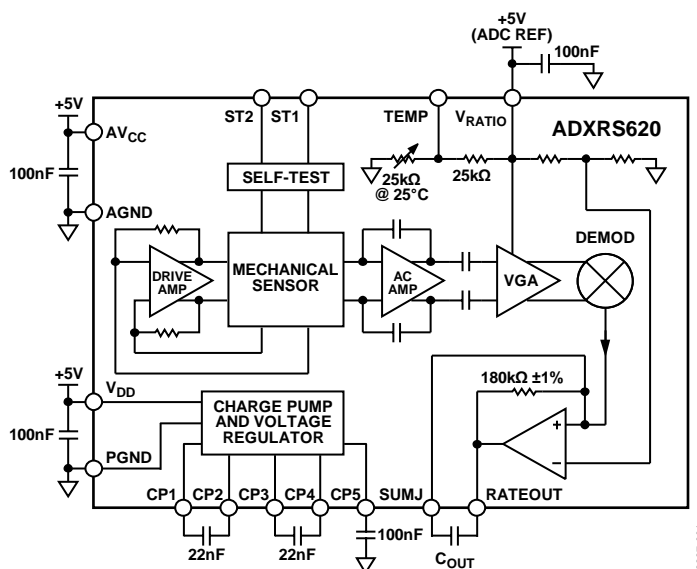 +5V
(ADC REF)
100nF
+5V
ST2
ST1
TEMP
VRATIO
ADXRS620
AVCC
100nF
SELF-TEST
25kΩ
@ 25°C
25kΩ
AGND
DEMOD
DRIVE
AMP
MECHANICAL
SENSOR
AC
AMP
VGA
+5V
VDD
180kΩ ±1%
CHARGE PUMP
AND VOLTAGE
REGULATOR
+
100nF
–
PGND
CP1
CP2
CP3
CP4
CP5
SUMJ
RATEOUT
100nF
22nF
22nF
COUT